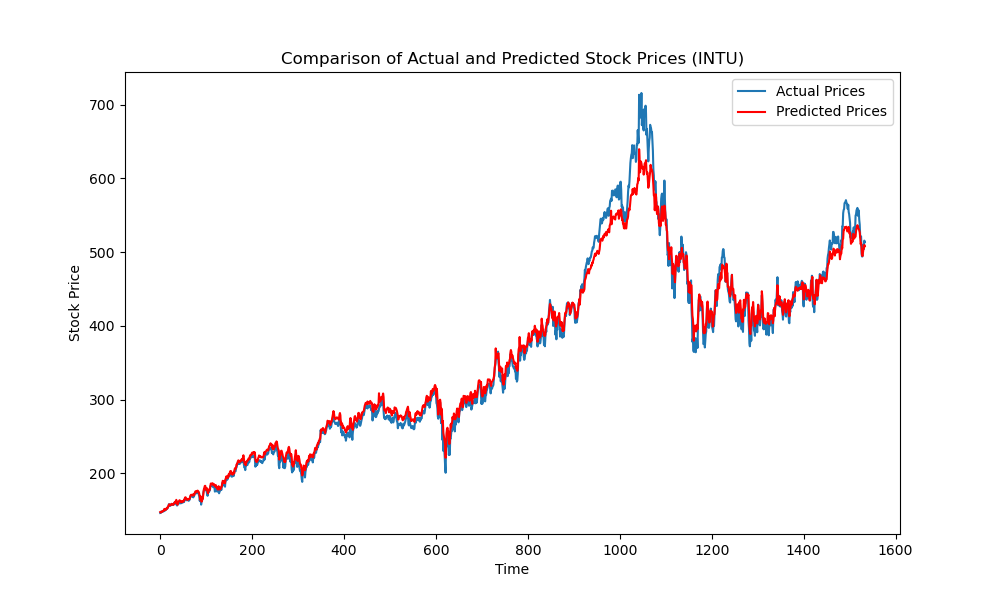 Comparison of Actual and Predicted Stock Prices (INTU)
Actual Prices
Predicted Prices
700
600
500
400
300
200
Stock Price
0 200 400 600 800 1000 1200 1400 1600
Time